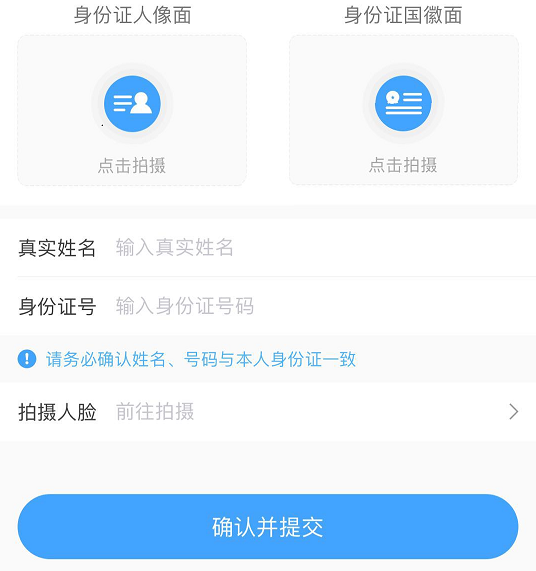 身份证人像面 身份证国徽面
点击拍摄 点击拍摄
真实姓名 输入真实姓名
身份证号 输入身份证号码
请务必确认姓名、号码与本人身份证一致
拍摄人脸 前往拍摄
确认并提交